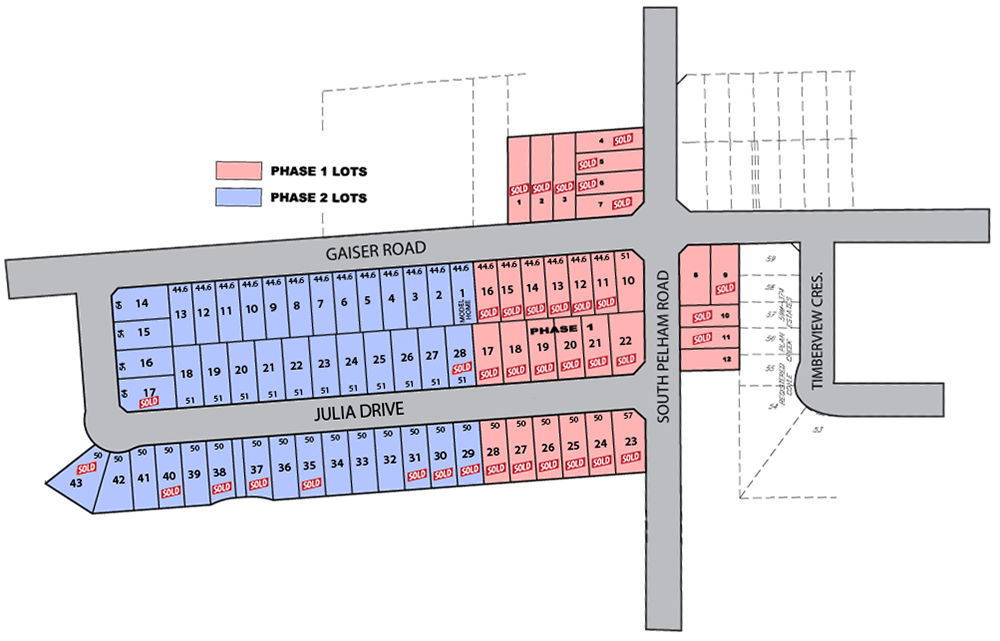 4 SOLD
SOLD 5
SOLD 6
7 SOLD
SOLD SOLD SOLD
1 2 3
PHASE 1 LOTS
PHASE 2 LOTS
GAISER ROAD
44.6 44.6 44.6 44.6 44.6 44.6 44.6 44.6 44.6 44.6 44.6 44.6 44.6 44.6 44.6 44.6 44.6 44.6 44.6 51
14
13 12 11 10 9 8 7 6 5 4 3 2 1 16 15 14 13 12 11 10
MODEL HOME
SOLD SOLD SOLD SOLD SOLD SOLD
15
16
17
SOLD
PHASE 1
18 19 20 21 22 23 24 25 26 27 28 17 18 19 20 21 22
SOLD SOLD SOLD SOLD SOLD SOLD SOLD
51 51 51 51 51 51 51 51 51 51 51
JULIA DRIVE
50 50 50 50 50 50 50 50 50 50 50 50 50 50 50 50 50 50 50 50 57
43 42 41 40 39 38 37 36 35 34 33 32 31 30 29 28 27 26 25 24 23
SOLD SOLD SOLD SOLD SOLD SOLD SOLD SOLD SOLD SOLD SOLD SOLD SOLD SOLD
SOUTH PELHAM ROAD
8 9
SOLD
SOLD 10
SOLD 11
12
59
58
57
56
55
54
53
REGISTERED PLAN
ESTATES
TIMBERVIEW CRES.